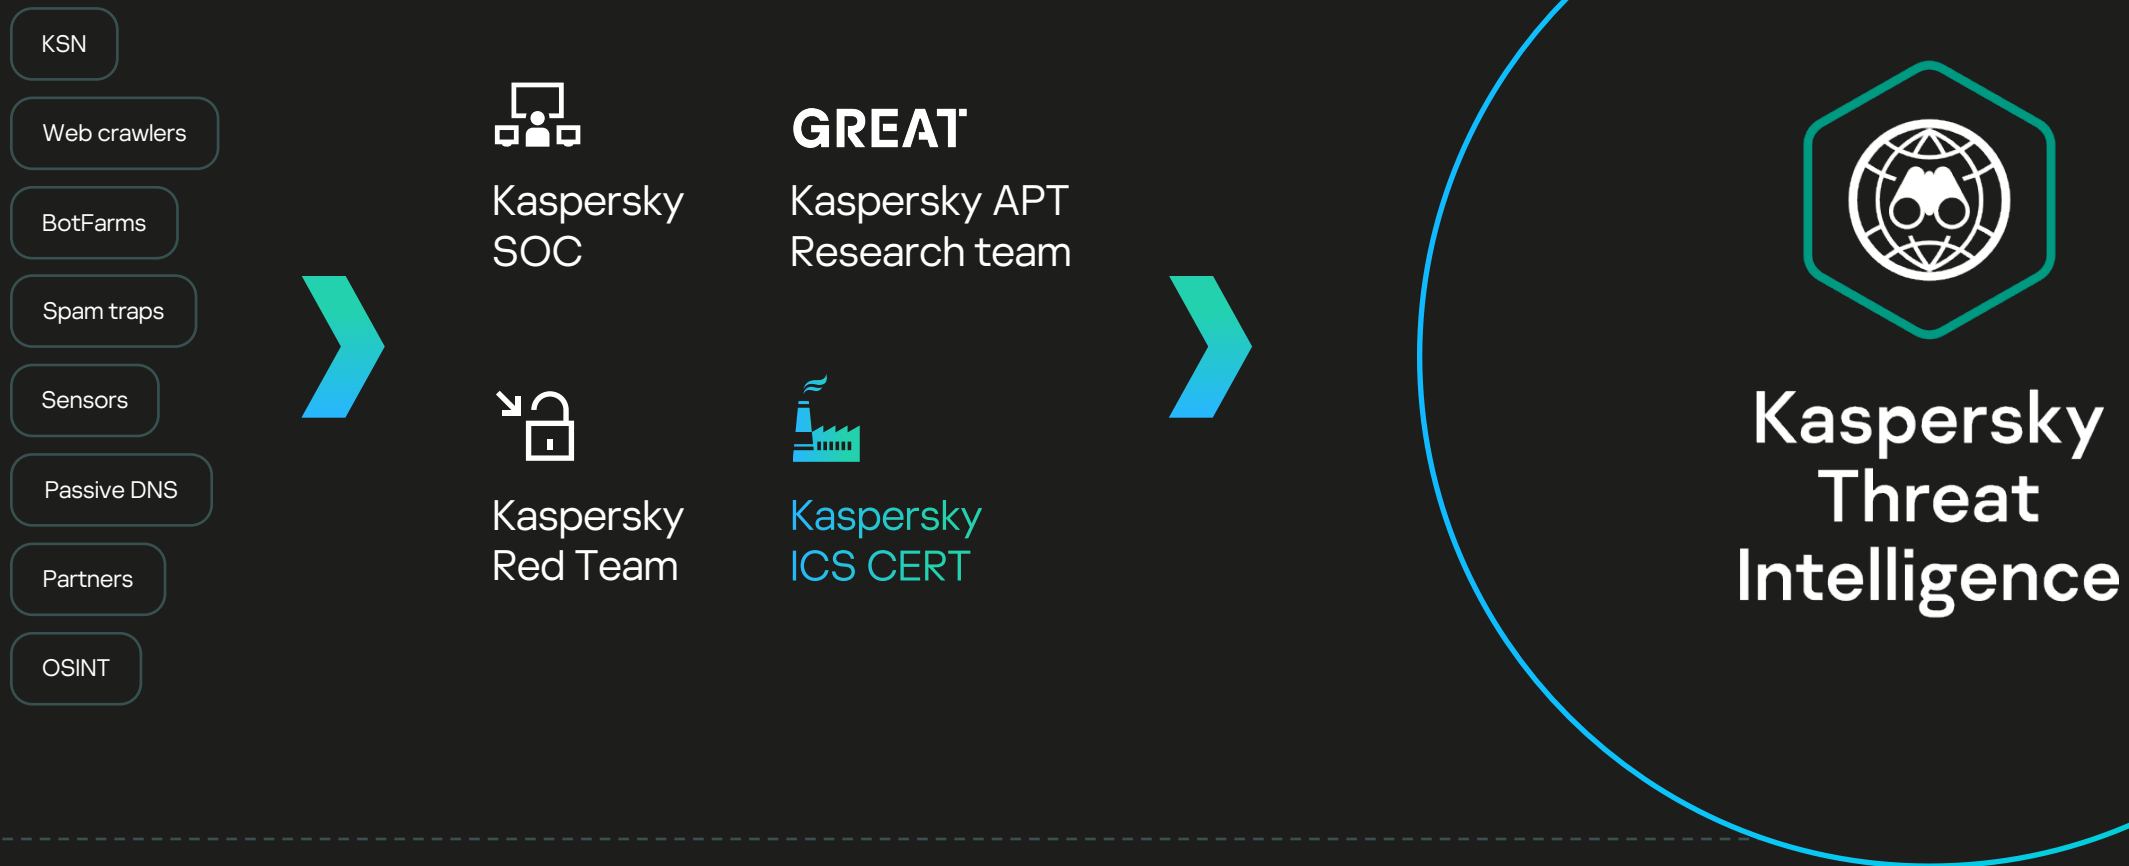 KSN
Web crawlers
BotFarms
Spam traps
Sensors
Passive DNS
Partners
OSINT
Kaspersky
SOC
GREAT
Kaspersky APT
Research team
Kaspersky
Red Team
Kaspersky
ICS CERT
Kaspersky
Threat
Intelligence